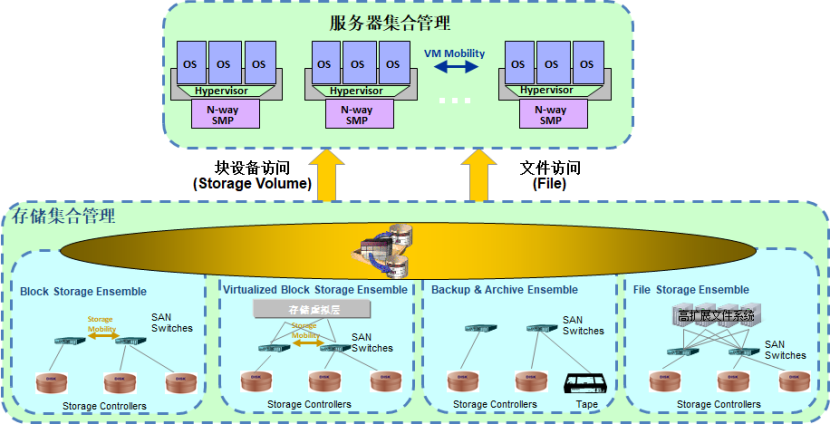 服务器集合管理
OS OS OS
Hypervisor
N-way
SMP
OS OS OS
Hypervisor
N-way
SMP
VM Mobility
OS OS OS
Hypervisor
N-way
SMP
块设备访问
(Storage Volume)
文件访问
(File)
存储集合管理
Block Storage Ensemble
Storage
Mobility
SAN
Switches
Storage Controllers
Virtualized Block Storage Ensemble
存储虚拟层
Storage
Mobility
SAN
Switches
Storage Controllers
Backup & Archive Ensemble
SAN
Switches
Storage Controllers
Tape
File Storage Ensemble
高扩展文件系统
SAN
Switches
Storage Controllers